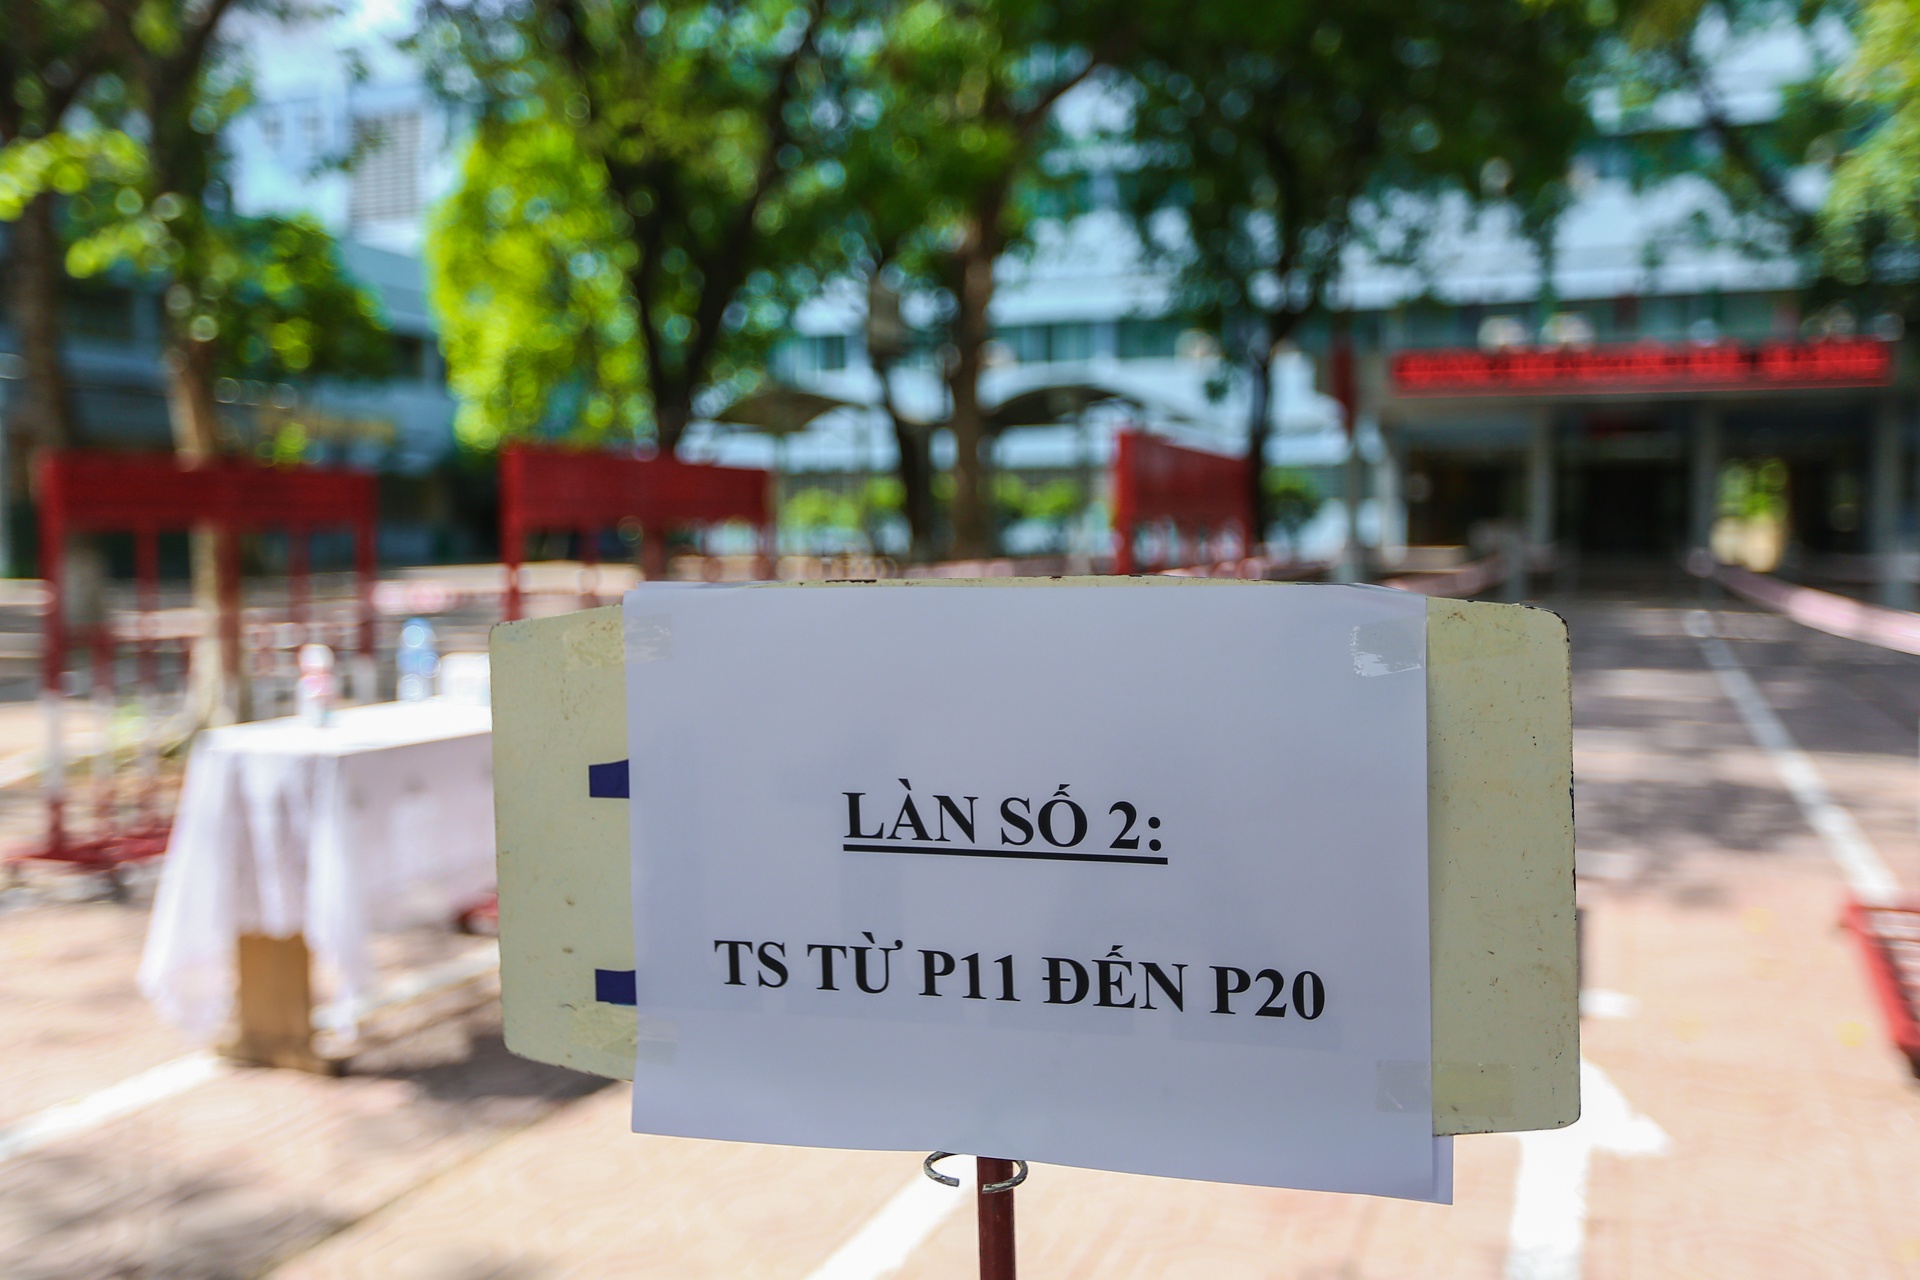 LÀN SỐ 2:
TS TỪ P11 ĐẾN P20